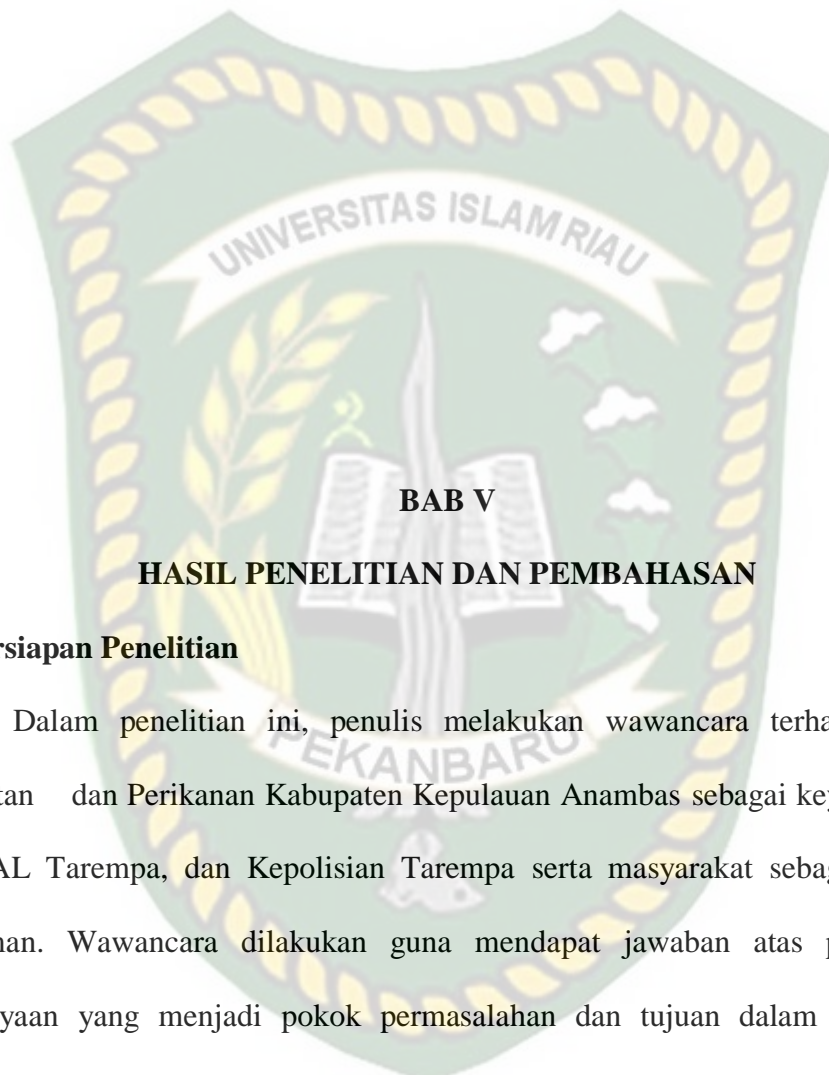 UNIVERSITAS ISLAM RIAU
BAB V
HASIL PENELITIAN DAN PEMBAHASAN
rsiapan Penelitian
Dalam penelitian ini, penulis melakukan wawancara terha
tan dan Perikanan Kabupaten Kepulauan Anambas sebagai key
PEKANBARU
AL Tarempa, dan Kepolisian Tarempa serta masyarakat sebag
han. Wawancara dilakukan guna mendapat jawaban atas p
yaan yang menjadi pokok permasalahan dan tujuan dalam